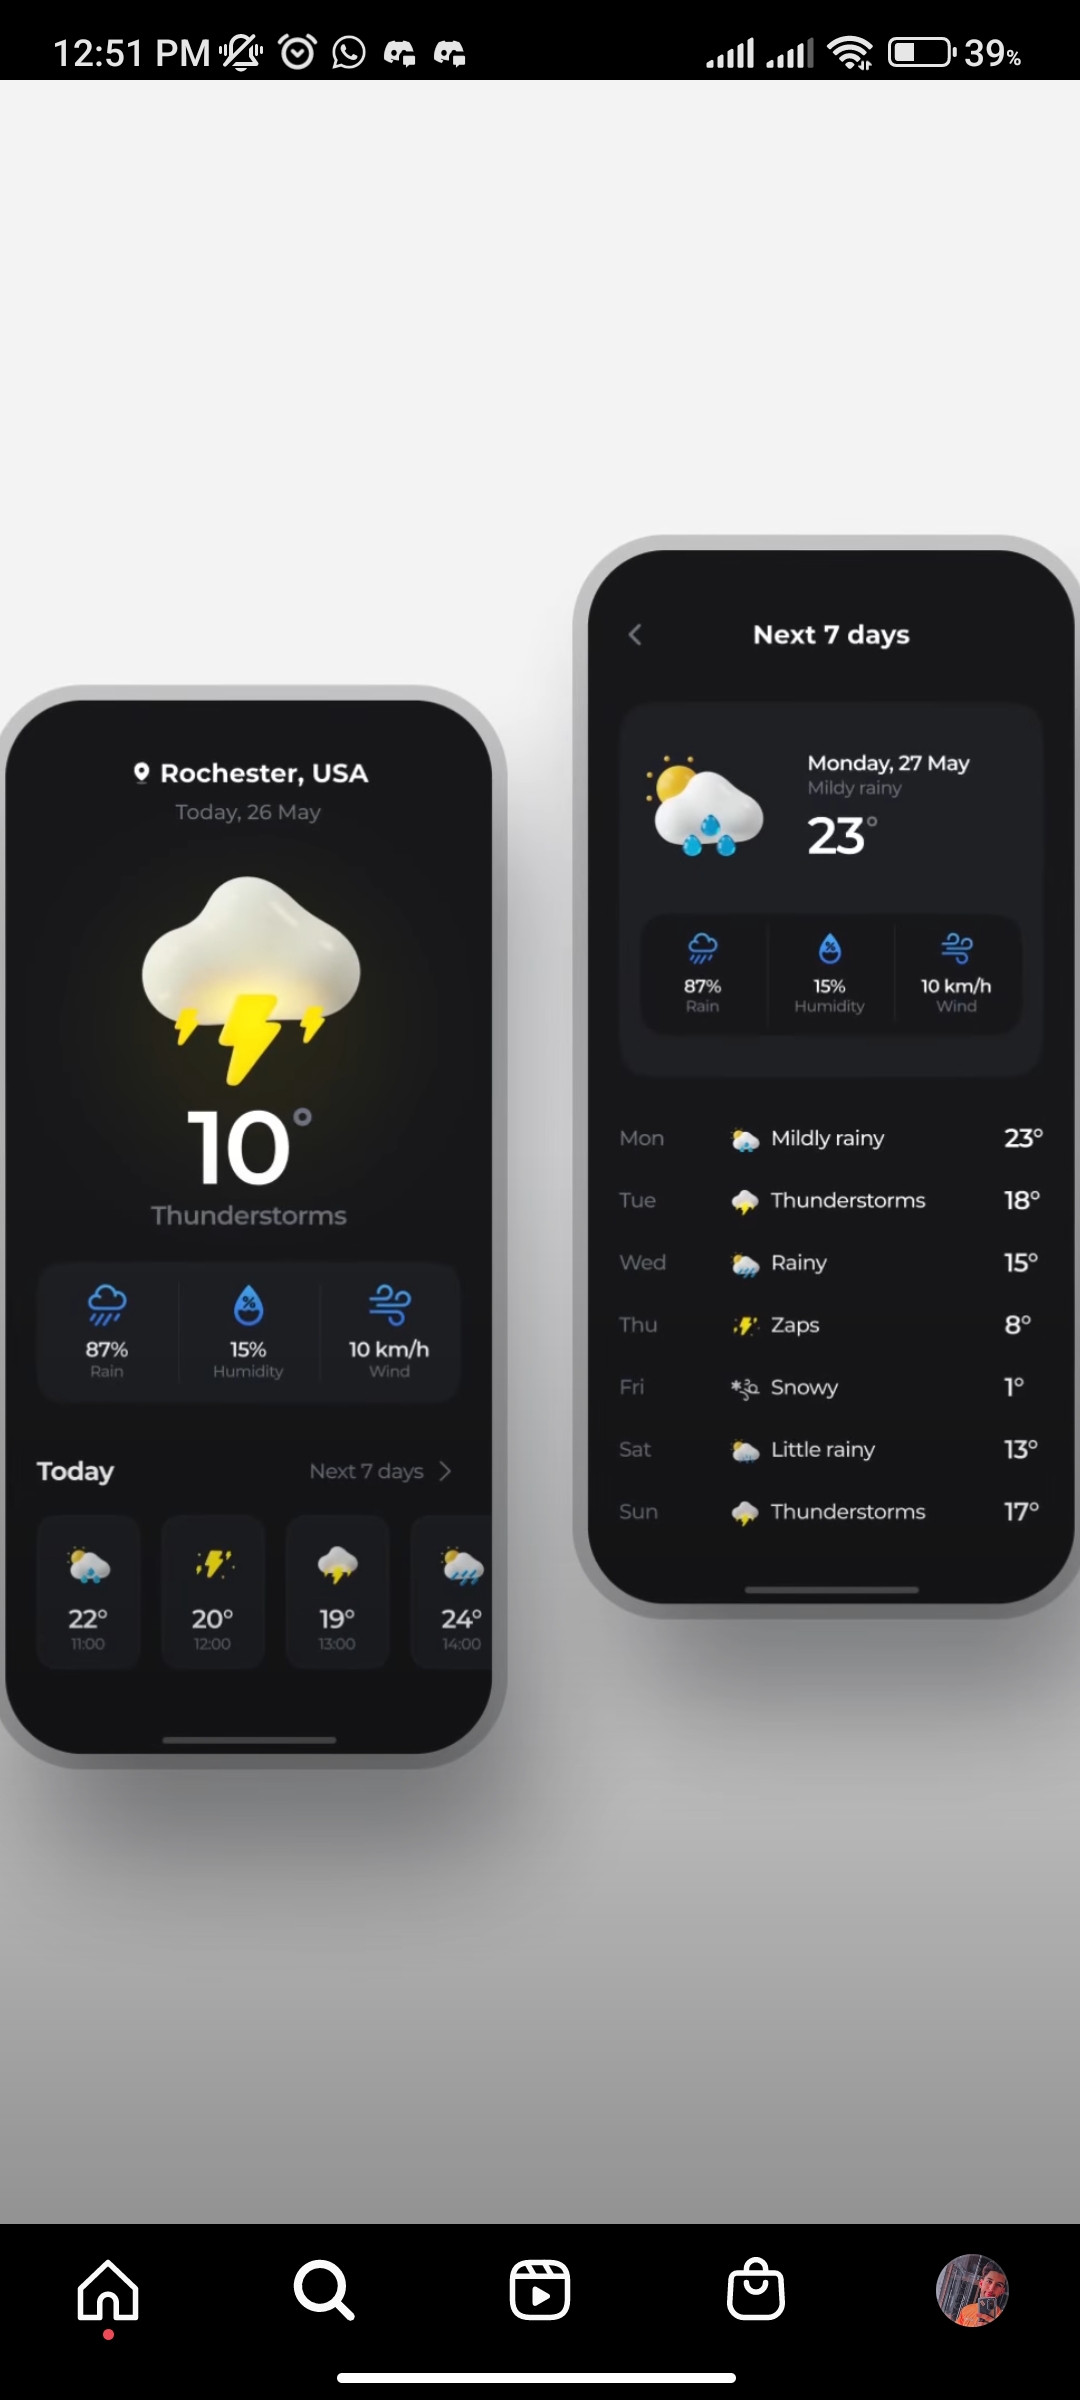 12:51 PM
39%
Next 7 days
Monday, 27 May
Mildy rainy
23°
87%
Rain
15%
Humidity
10 km/h
Wind
Mon Mildly rainy 23°
Tue Thunderstorms 18°
Wed Rainy 15°
Thu Zaps 8°
Fri Snowy 1°
Sat Little rainy 13°
Sun Thunderstorms 17°
Rochester, USA
Today, 26 May
10°
Thunderstorms
87%
Rain
15%
Humidity
10 km/h
Wind
Today Next 7 days
22° 20° 19° 24°
11:00 12:00 13:00 14:00